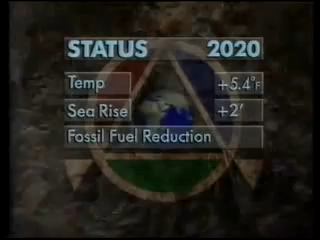 STATUS 2020
Temp +5.4°F
Sea Rise +2'
Fossil Fuel Reduction